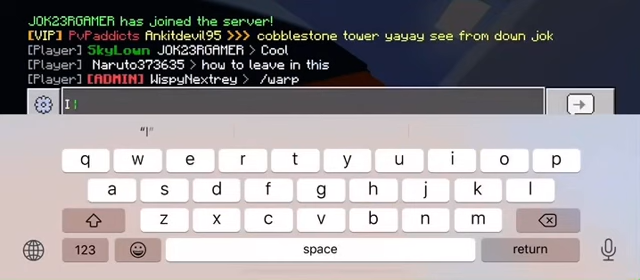 JOK23RGAMER has joined the server!
[VIP] PvPaddicts Ankitdevil95 >>> cobblestone tower yayay see from down jok
[Player] SkyLown JOK23RGAMER > Cool
[Player] Naruto373635 > how to leave in this
[Player] [ADMIN] WispyNextrey > /warp
I
"I"
q w e r t y u i o p
a s d f g h j k l
z x c v b n m
123 space return